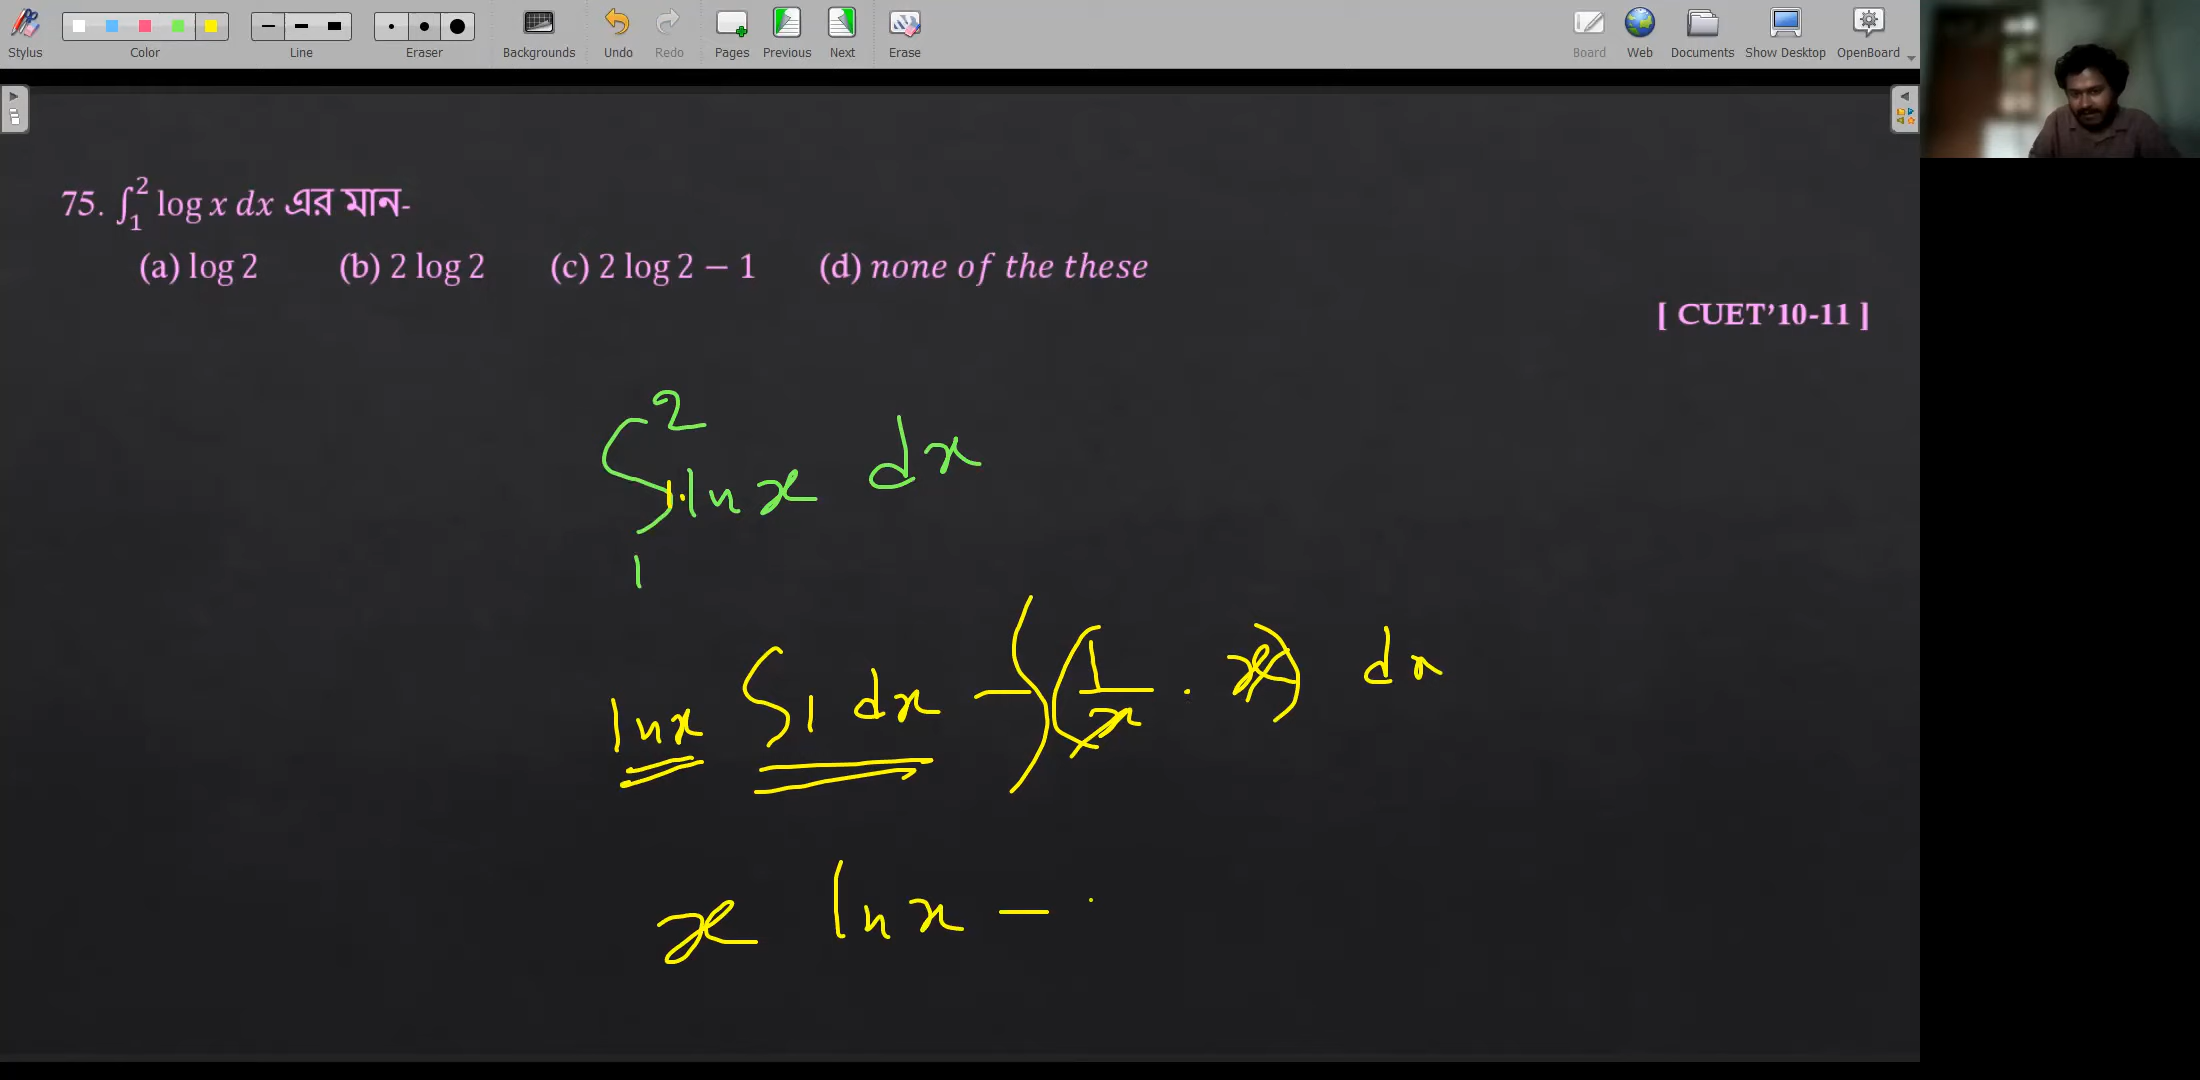 Stylus Color Line Eraser Backgrounds Undo Redo Pages Previous Next Erase Board Web Documents Show Desktop OpenBoard
75. ∫₁² log x dx এর মান-
(a) log 2 (b) 2 log 2 (c) 2 log 2 − 1 (d) none of the these
[ CUET’10-11 ]
∫₁² 1·ln x dx
ln x ∫ 1 dx − ∫ (1/x · x) dx
x ln x −